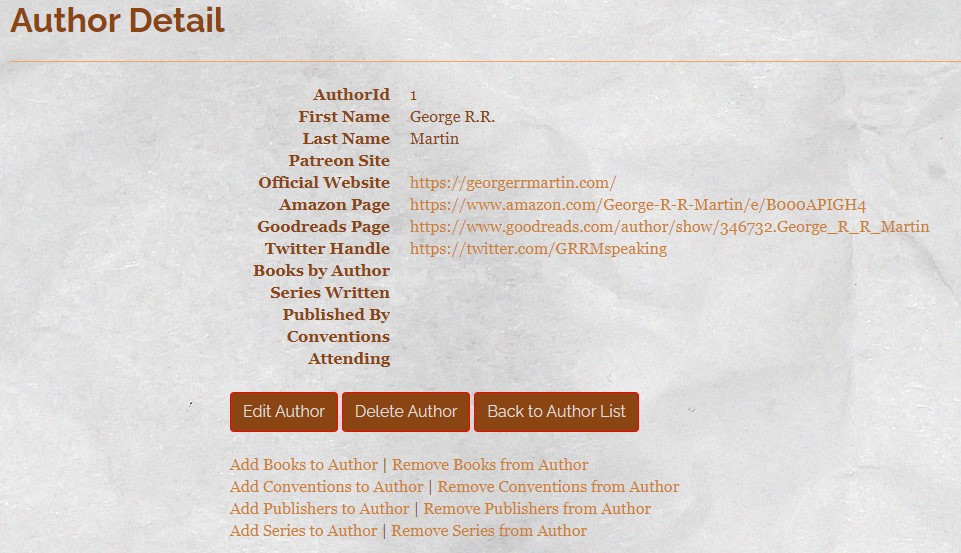 Author Detail
AuthorId 1
First Name George R.R.
Last Name Martin
Patreon Site
Official Website https://georgerrmartin.com/
Amazon Page https://www.amazon.com/George-R-R-Martin/e/B000APIGH4
Goodreads Page https://www.goodreads.com/author/show/346732.George_R_R_Martin
Twitter Handle https://twitter.com/GRRMspeaking
Books by Author
Series Written
Published By
Conventions
Attending
Edit Author Delete Author Back to Author List
Add Books to Author | Remove Books from Author
Add Conventions to Author | Remove Conventions from Author
Add Publishers to Author | Remove Publishers from Author
Add Series to Author | Remove Series from Author